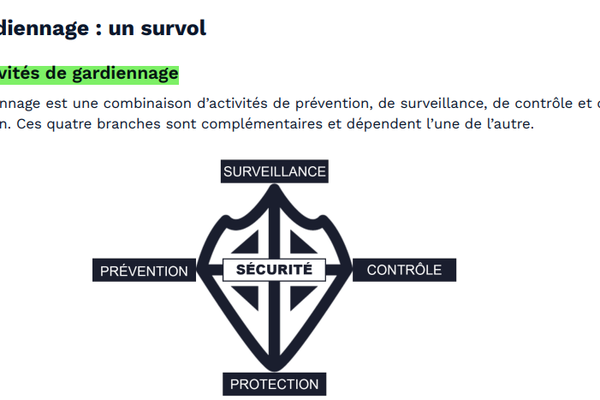 diennage : un survol
vités de gardiennage
nnage est une combinaison d'activités de prévention, de surveillance, de contrôle et
n. Ces quatre branches sont complémentaires et dépendent l'une de l'autre.
SURVEILLANCE
PRÉVENTION
SÉCURITÉ
CONTRÔLE
PROTECTION